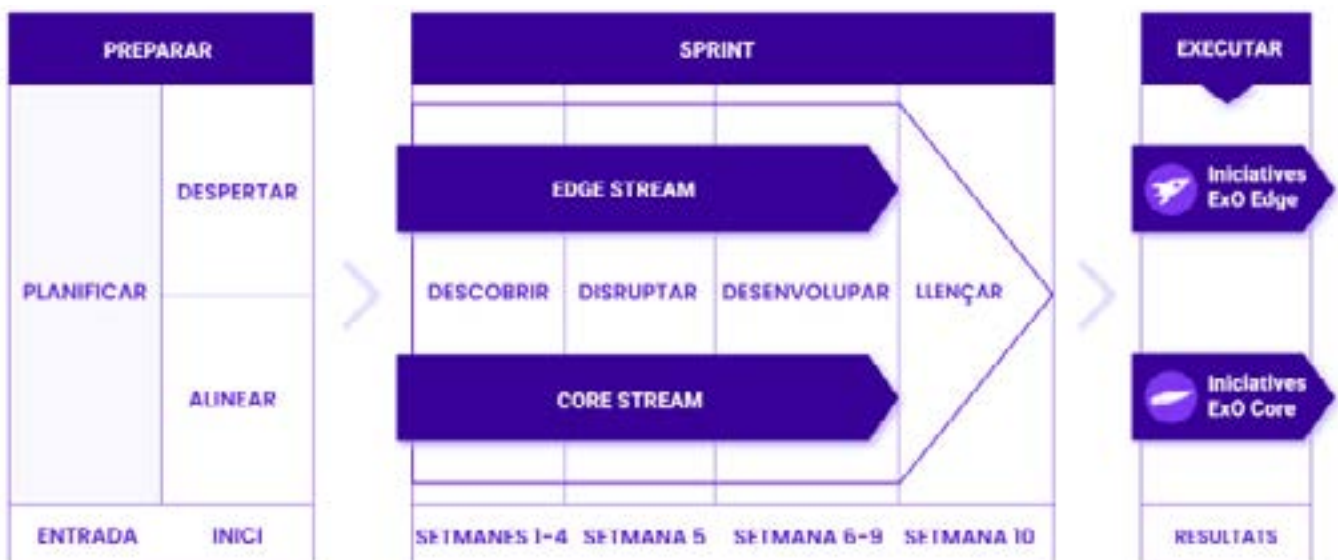 PREPARAR
SPRINT
EXECUTAR
DESPERTAR
EDGE STREAM
Iniciatives
ExO Edge
PLANIFICAR
DESCOBRIR
DISRUPTAR
DESENVOLUPAR
LLENÇAR
ALINEAR
CORE STREAM
Iniciatives
ExO Core
ENTRADA
INICI
SETMANES 1-4
SETMANA 5
SETMANA 6-9
SETMANA 10
RESULTATS